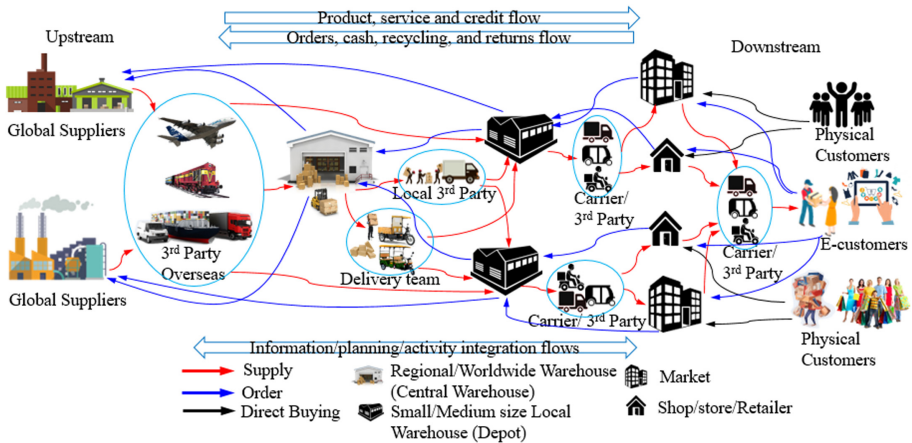 Product, service and credit flow
Orders, cash, recycling, and returns flow
Upstream
Downstream
Global Suppliers
Physical
Customers
Local 3rd Party
Carrier/
3rd Party
3rd Party
Overseas
Delivery team
E-customers
Carrier/
3rd Party
Global Suppliers
Carrier/ 3rd Party
Physical
Customers
Information/planning/activity integration flows
Supply
Order
Direct Buying
Regional/Worldwide Warehouse
(Central Warehouse)
Small/Medium size Local
Warehouse (Depot)
Market
Shop/store/Retailer